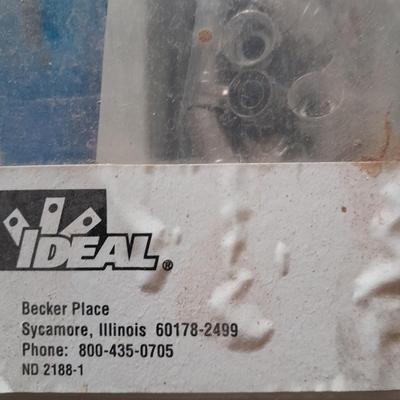 IDEAL®
Becker Place
Sycamore, Illinois 60178-2499
Phone: 800-435-0705
ND 2188-1